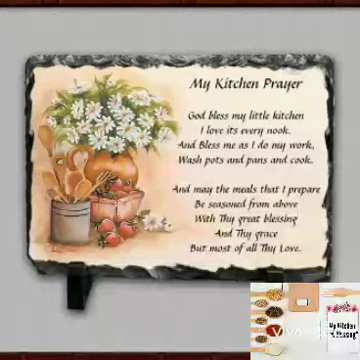 My Kitchen Prayer
God bless my little kitchen
I love its every nook.
And Bless me as I do my work,
Wash pots and pans and cook.
And may the meals that I prepare
Be seasoned from above
With Thy great blessing
And Thy grace
But most of all Thy Love.
My Kitchen